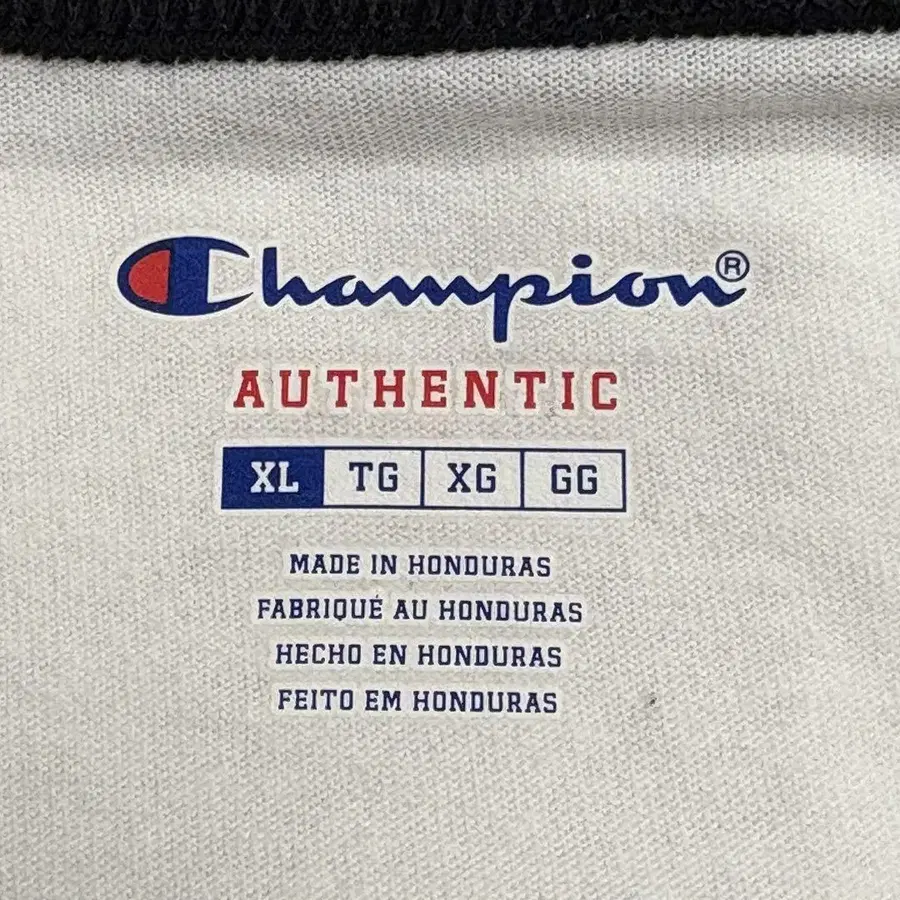 Champion®
AUTHENTIC
XL TG XG GG
MADE IN HONDURAS
FABRIQUÉ AU HONDURAS
HECHO EN HONDURAS
FEITO EM HONDURAS